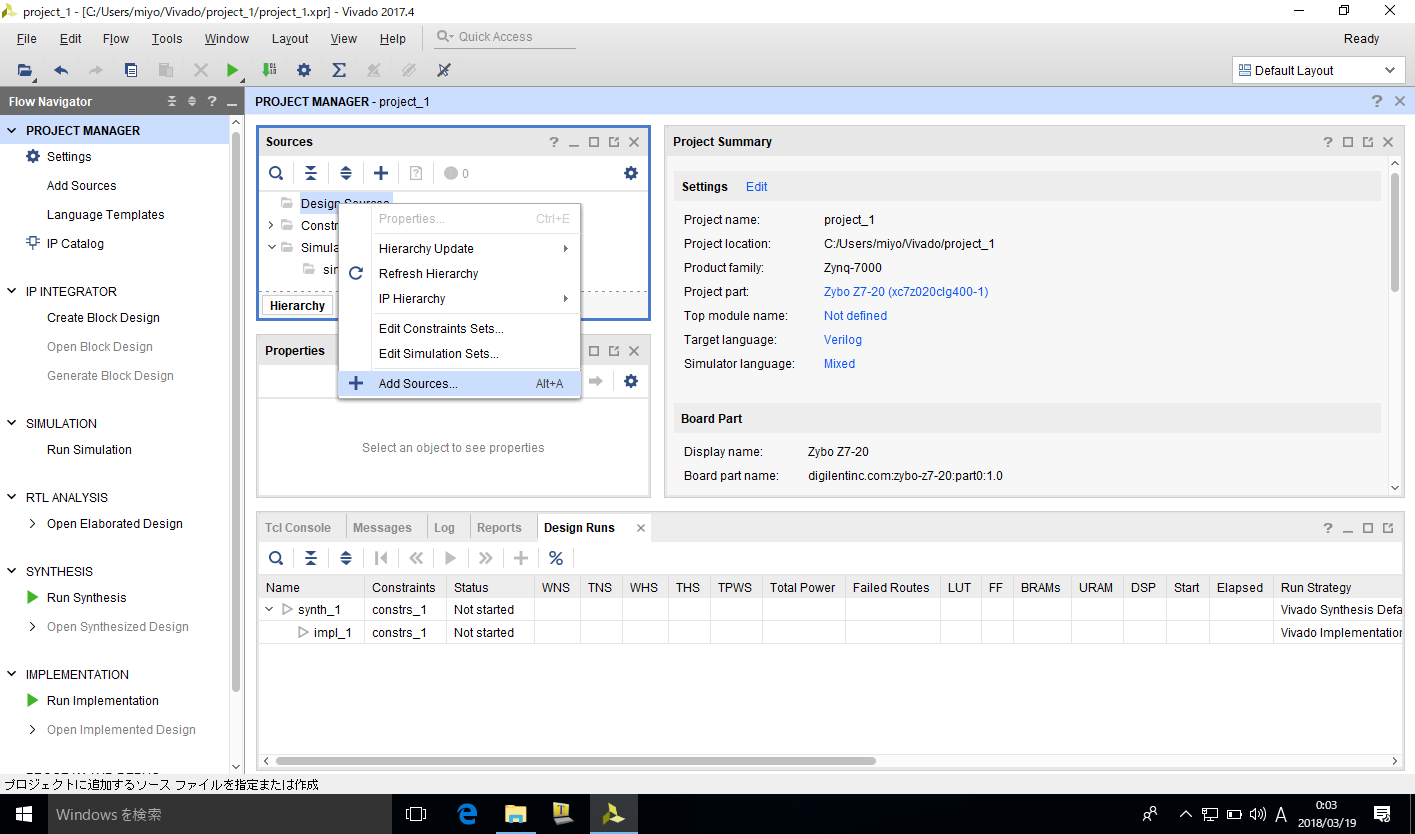 project_1 - [C:/Users/miyo/Vivado/project_1/project_1.xpr] - Vivado 2017.4
File Edit Flow Tools Window Layout View Help Quick Access Ready
Default Layout
Flow Navigator
PROJECT MANAGER - project_1
PROJECT MANAGER
Settings
Add Sources
Language Templates
IP Catalog
IP INTEGRATOR
Create Block Design
Open Block Design
Generate Block Design
SIMULATION
Run Simulation
RTL ANALYSIS
Open Elaborated Design
SYNTHESIS
Run Synthesis
Open Synthesized Design
IMPLEMENTATION
Run Implementation
Open Implemented Design
Sources
0
Design Sources
Constr
Simula
sim
Hierarchy
Properties... Ctrl+E
Hierarchy Update
Refresh Hierarchy
IP Hierarchy
Edit Constraints Sets...
Edit Simulation Sets...
Add Sources... Alt+A
Properties
Select an object to see properties
Project Summary
Settings Edit
Project name: project_1
Project location: C:/Users/miyo/Vivado/project_1
Product family: Zynq-7000
Project part: Zybo Z7-20 (xc7z020clg400-1)
Top module name: Not defined
Target language: Verilog
Simulator language: Mixed
Board Part
Display name: Zybo Z7-20
Board part name: digilentinc.com:zybo-z7-20:part0:1.0
Tcl Console Messages Log Reports Design Runs
Name Constraints Status WNS TNS WHS THS TPWS Total Power Failed Routes LUT FF BRAMs URAM DSP Start Elapsed Run Strategy
synth_1 constrs_1 Not started Vivado Synthesis Defa
impl_1 constrs_1 Not started Vivado Implementation
プロジェクトに追加するソース ファイルを指定または作成
Windows を検索
A
0:03
2018/03/19